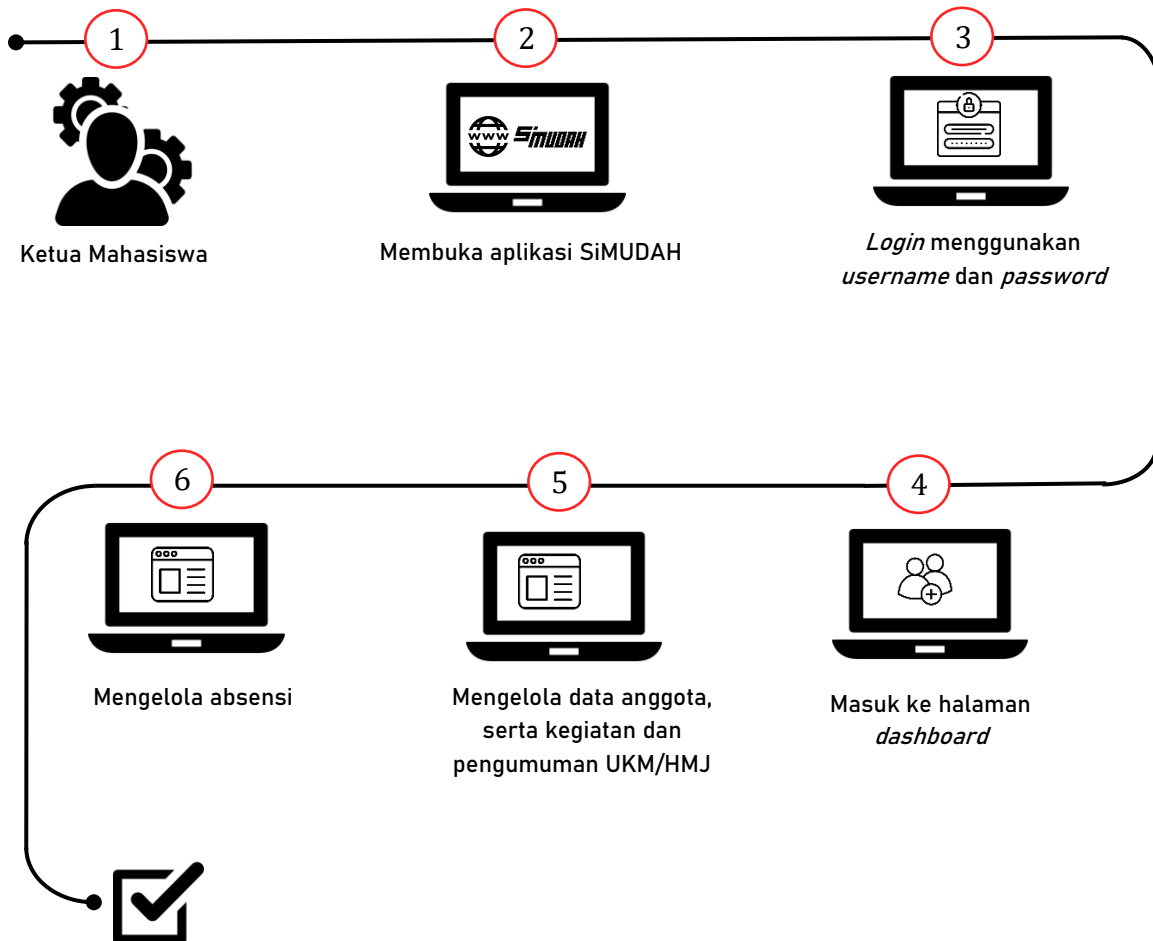 1
2
3
www SiMUDAH
Ketua Mahasiswa
Membuka aplikasi SiMUDAH
Login menggunakan
username dan password
4
5
6
Masuk ke halaman
dashboard
Mengelola data anggota,
serta kegiatan dan
pengumuman UKM/HMJ
Mengelola absensi